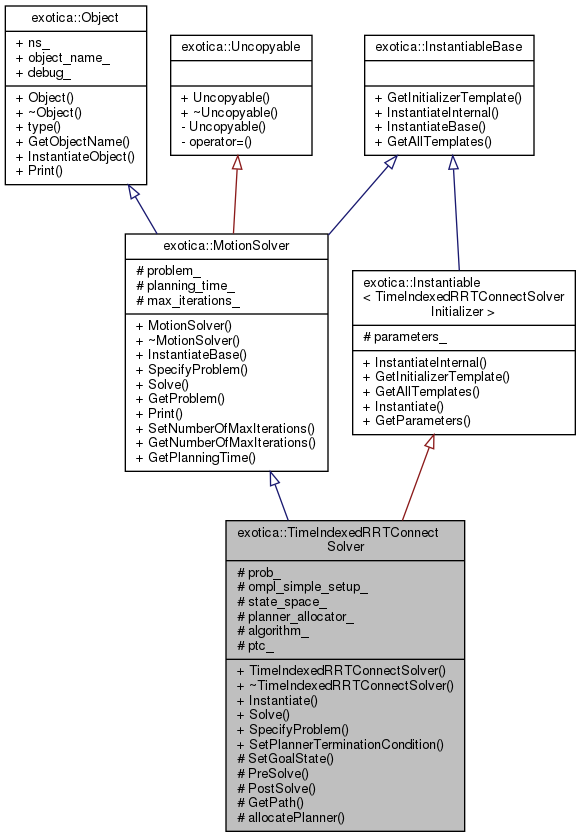 exotica::Object
+ ns_
+ object_name_
+ debug_
+ Object()
+ ~Object()
+ type()
+ GetObjectName()
+ InstantiateObject()
+ Print()
exotica::Uncopyable
+ Uncopyable()
+ ~Uncopyable()
- Uncopyable()
- operator=()
exotica::InstantiableBase
+ GetInitializerTemplate()
+ InstantiateInternal()
+ InstantiateBase()
+ GetAllTemplates()
exotica::MotionSolver
# problem_
# planning_time_
# max_iterations_
+ MotionSolver()
+ ~MotionSolver()
+ InstantiateBase()
+ SpecifyProblem()
+ Solve()
+ GetProblem()
+ Print()
+ SetNumberOfMaxIterations()
+ GetNumberOfMaxIterations()
+ GetPlanningTime()
exotica::Instantiable
< TimeIndexedRRTConnectSolver
Initializer >
# parameters_
+ InstantiateInternal()
+ GetInitializerTemplate()
+ GetAllTemplates()
+ Instantiate()
+ GetParameters()
exotica::TimeIndexedRRTConnect
Solver
# prob_
# ompl_simple_setup_
# state_space_
# planner_allocator_
# algorithm_
# ptc_
+ TimeIndexedRRTConnectSolver()
+ ~TimeIndexedRRTConnectSolver()
+ Instantiate()
+ Solve()
+ SpecifyProblem()
+ SetPlannerTerminationCondition()
# SetGoalState()
# PreSolve()
# PostSolve()
# GetPath()
# allocatePlanner()